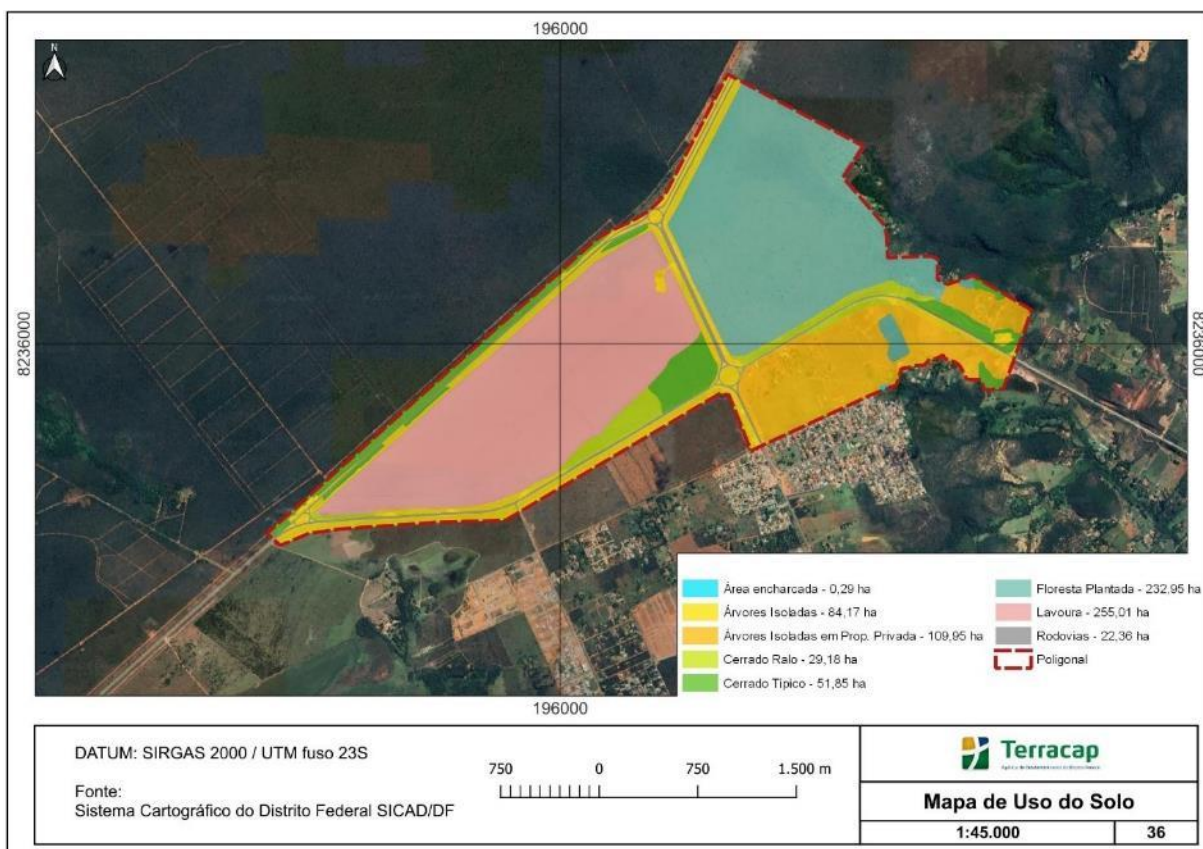 196000
N
8236000
8236000
Área encharcada - 0,29 ha
Árvores Isoladas - 84,17 ha
Árvores Isoladas em Prop. Privada - 109,95 ha
Cerrado Ralo - 29,18 ha
Cerrado Típico - 51,85 ha
Floresta Plantada - 232,95 ha
Lavoura - 255,01 ha
Rodovias - 22,36 ha
Poligonal
196000
DATUM: SIRGAS 2000 / UTM fuso 23S
Fonte:
Sistema Cartográfico do Distrito Federal SICAD/DF
750 0 750 1.500 m
Terracap
Mapa de Uso do Solo
1:45.000 36